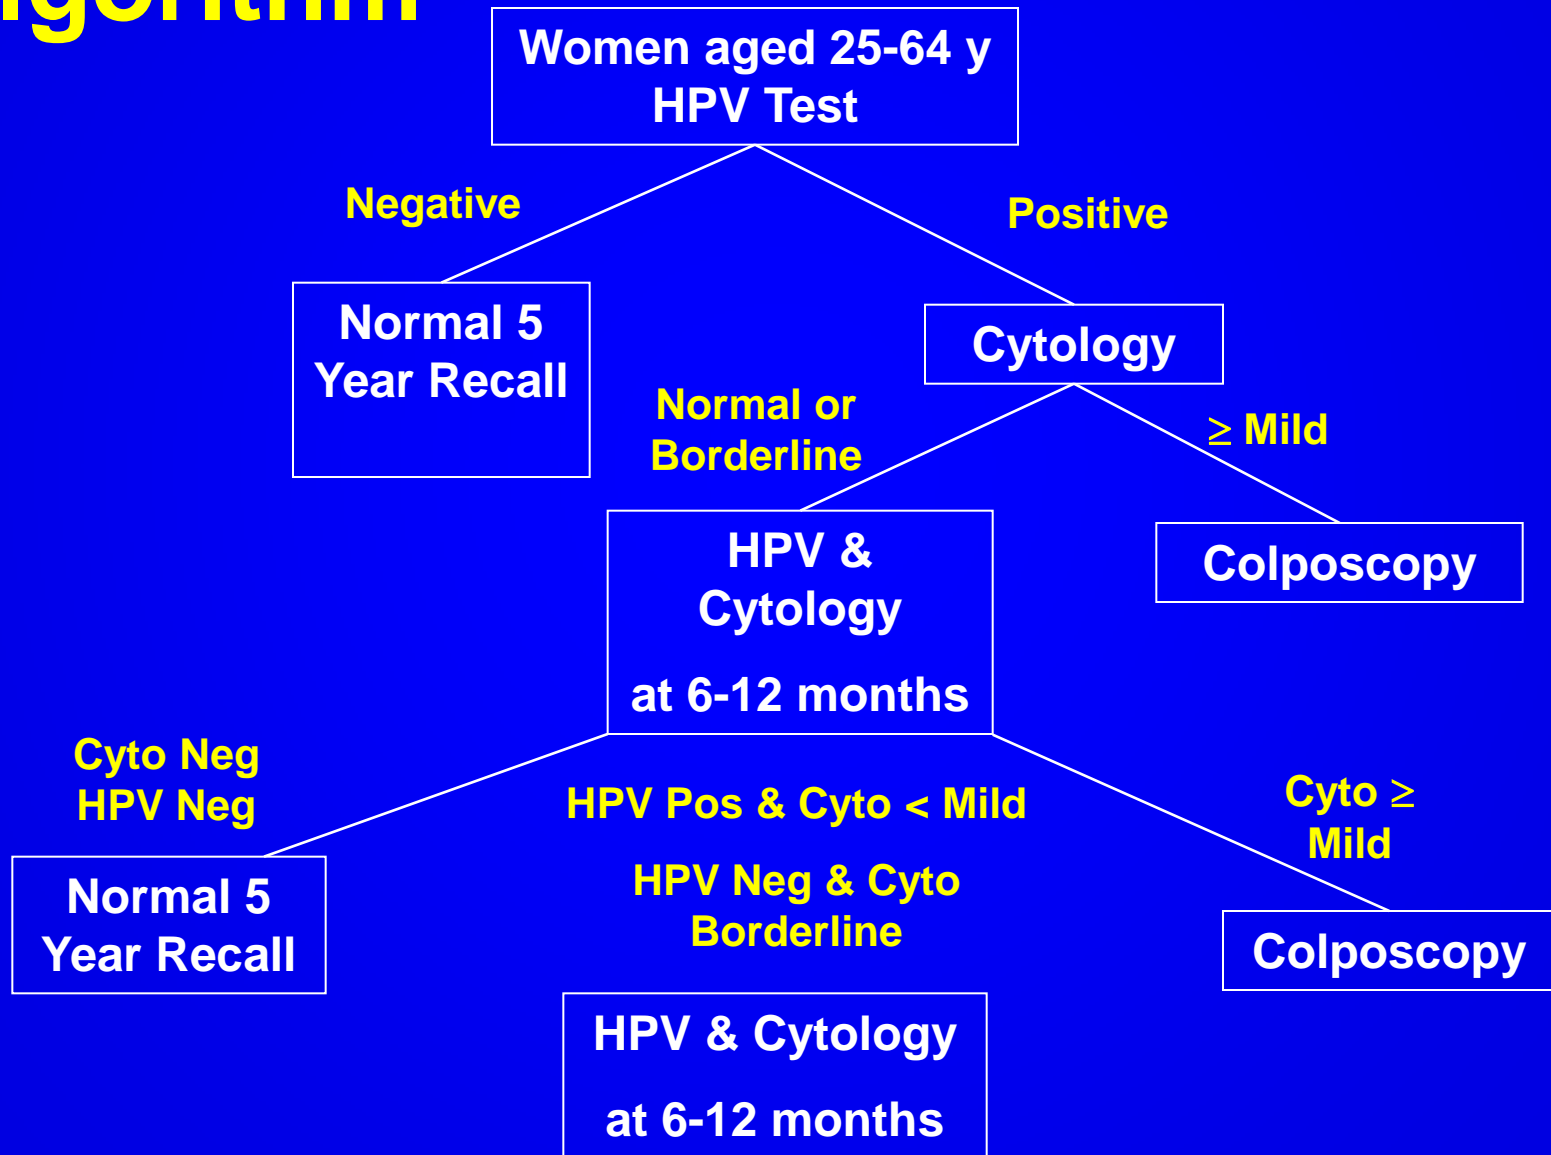 Women aged 25-64 y
HPV Test
Negative
Positive
Normal 5
Year Recall
Cytology
Normal or
Borderline
≥ Mild
HPV &
Cytology
at 6-12 months
Colposcopy
Cyto Neg
HPV Neg
HPV Pos & Cyto < Mild
HPV Neg & Cyto
Borderline
Cyto ≥
Mild
Normal 5
Year Recall
Colposcopy
HPV & Cytology
at 6-12 months